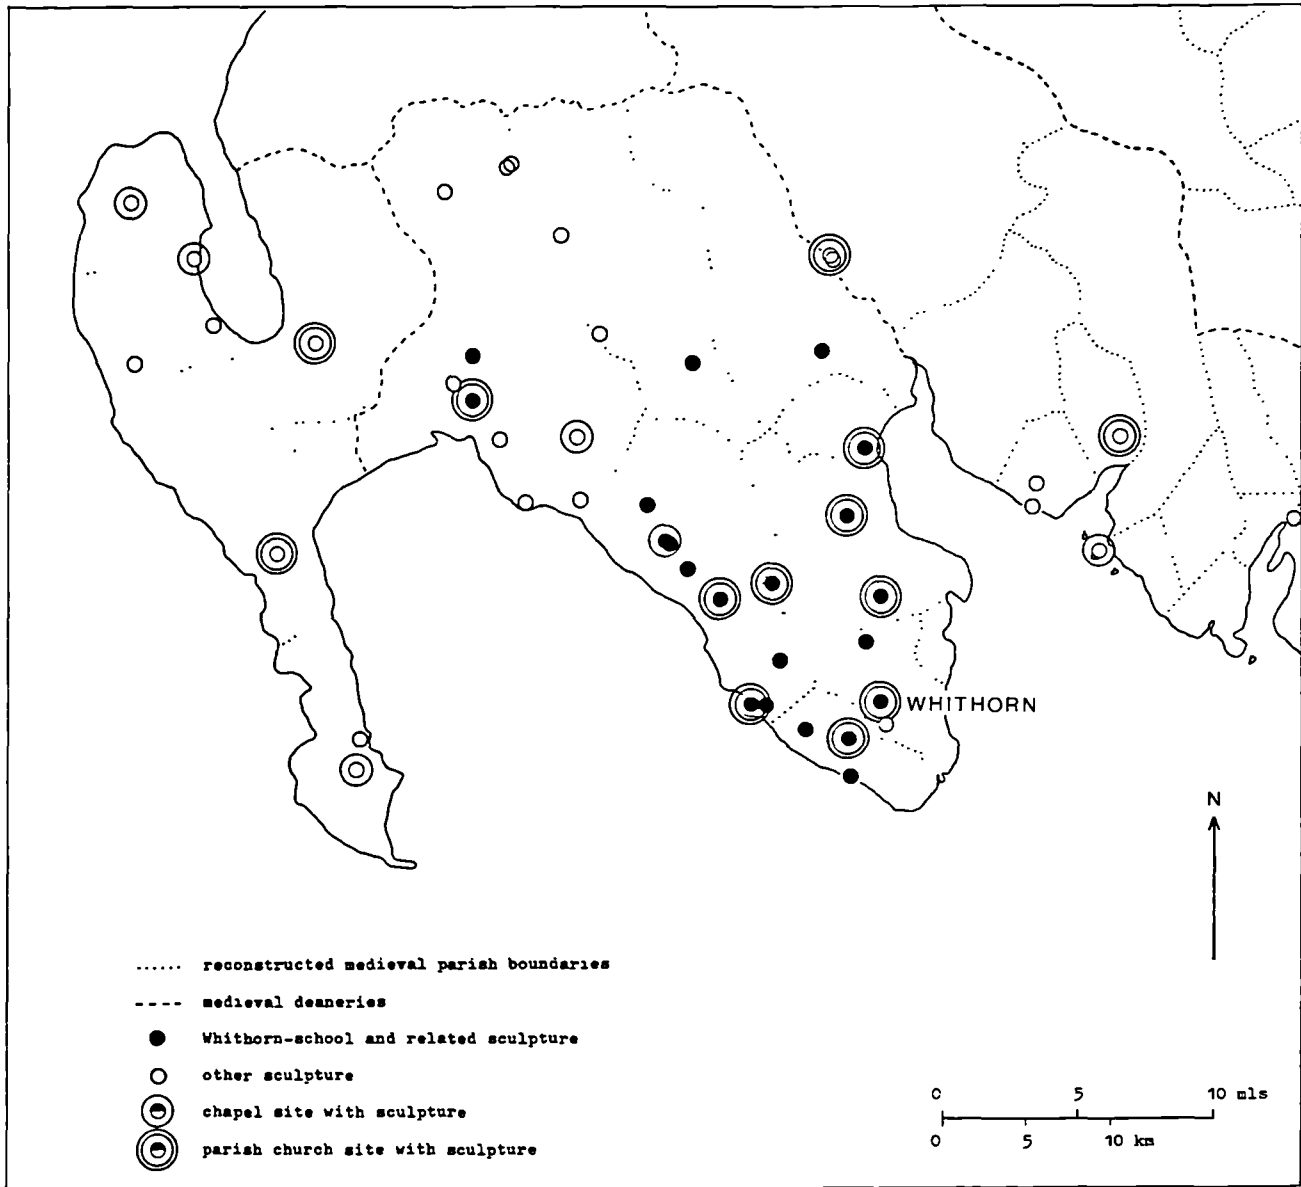 WHITHORN
N
reconstructed medieval parish boundaries
medieval deaneries
Whithorn-school and related sculpture
other sculpture
chapel site with sculpture
parish church site with sculpture
0 5 10 mls
0 5 10 km